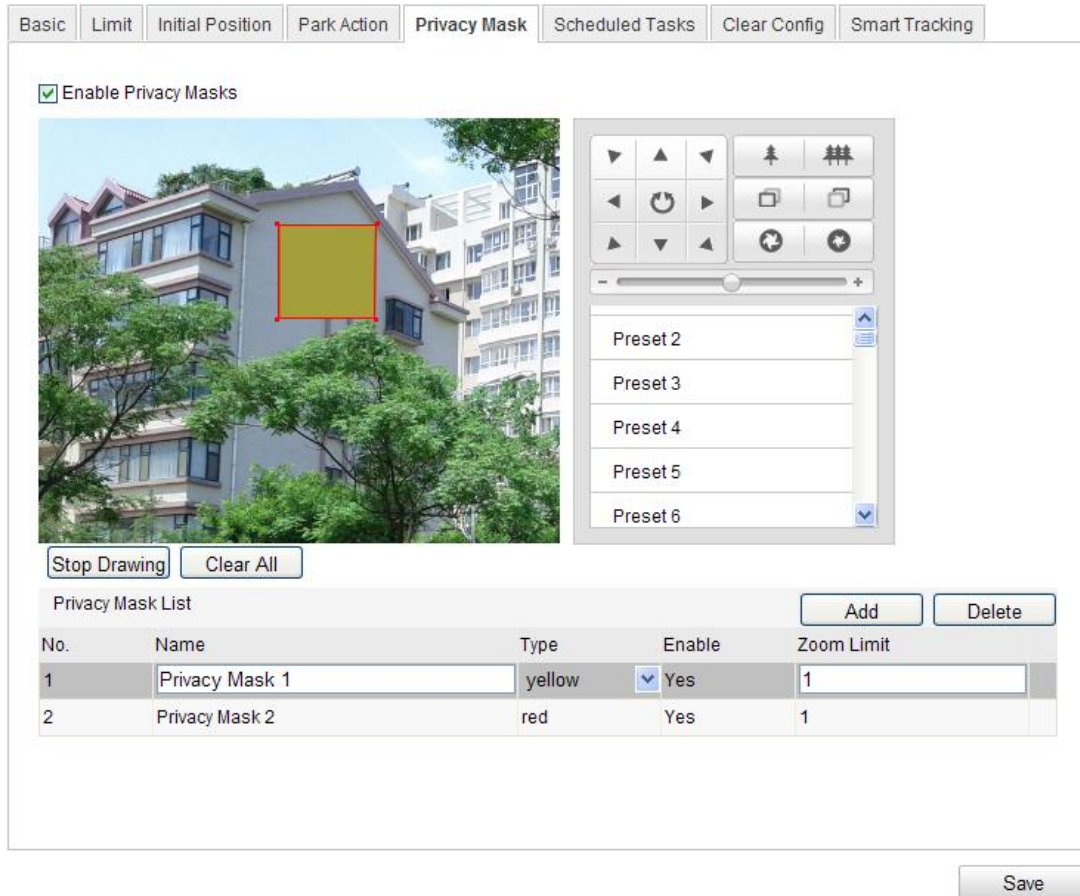 Basic Limit Initial Position Park Action Privacy Mask Scheduled Tasks Clear Config Smart Tracking
Enable Privacy Masks
Preset 2
Preset 3
Preset 4
Preset 5
Preset 6
Stop Drawing Clear All
Privacy Mask List Add Delete
No. Name Type Enable Zoom Limit
1 Privacy Mask 1 yellow Yes 1
2 Privacy Mask 2 red Yes 1
Save